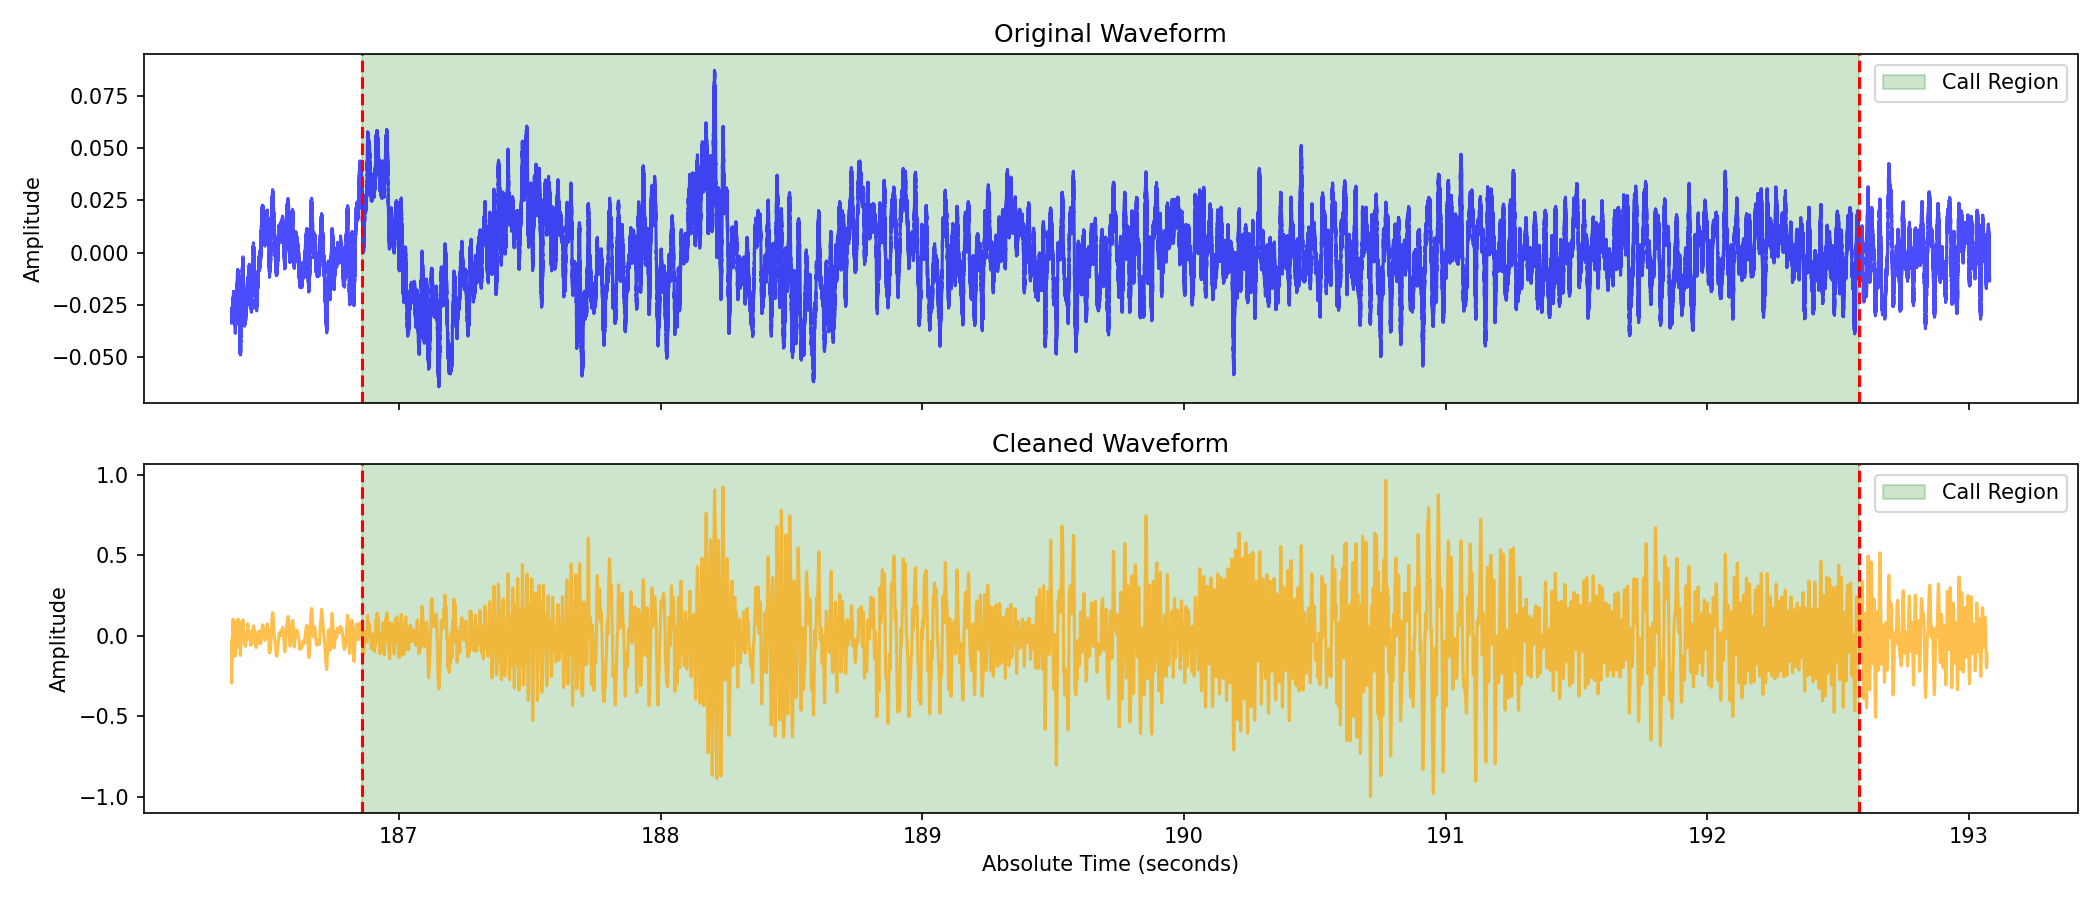 Original Waveform
Call Region
Amplitude
0.075
0.050
0.025
0.000
−0.025
−0.050
Cleaned Waveform
Call Region
Amplitude
1.0
0.5
0.0
−0.5
−1.0
187 188 189 190 191 192 193
Absolute Time (seconds)